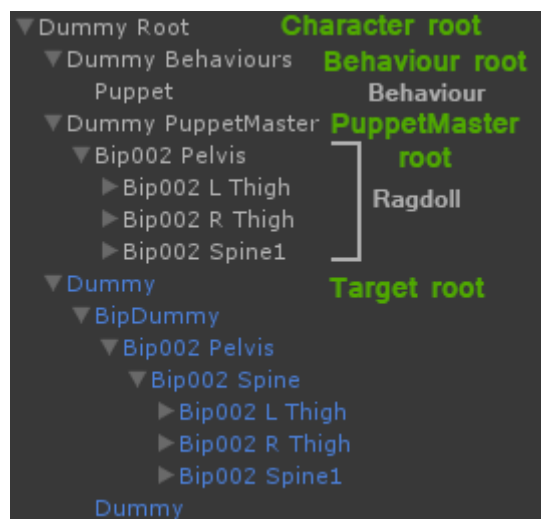 Dummy Root Character root
Dummy Behaviours Behaviour root
Puppet Behaviour
Dummy PuppetMaster PuppetMaster
Bip002 Pelvis root
Bip002 L Thigh
Ragdoll
Bip002 R Thigh
Bip002 Spine1
Dummy Target root
BipDummy
Bip002 Pelvis
Bip002 Spine
Bip002 L Thigh
Bip002 R Thigh
Bip002 Spine1
Dummy